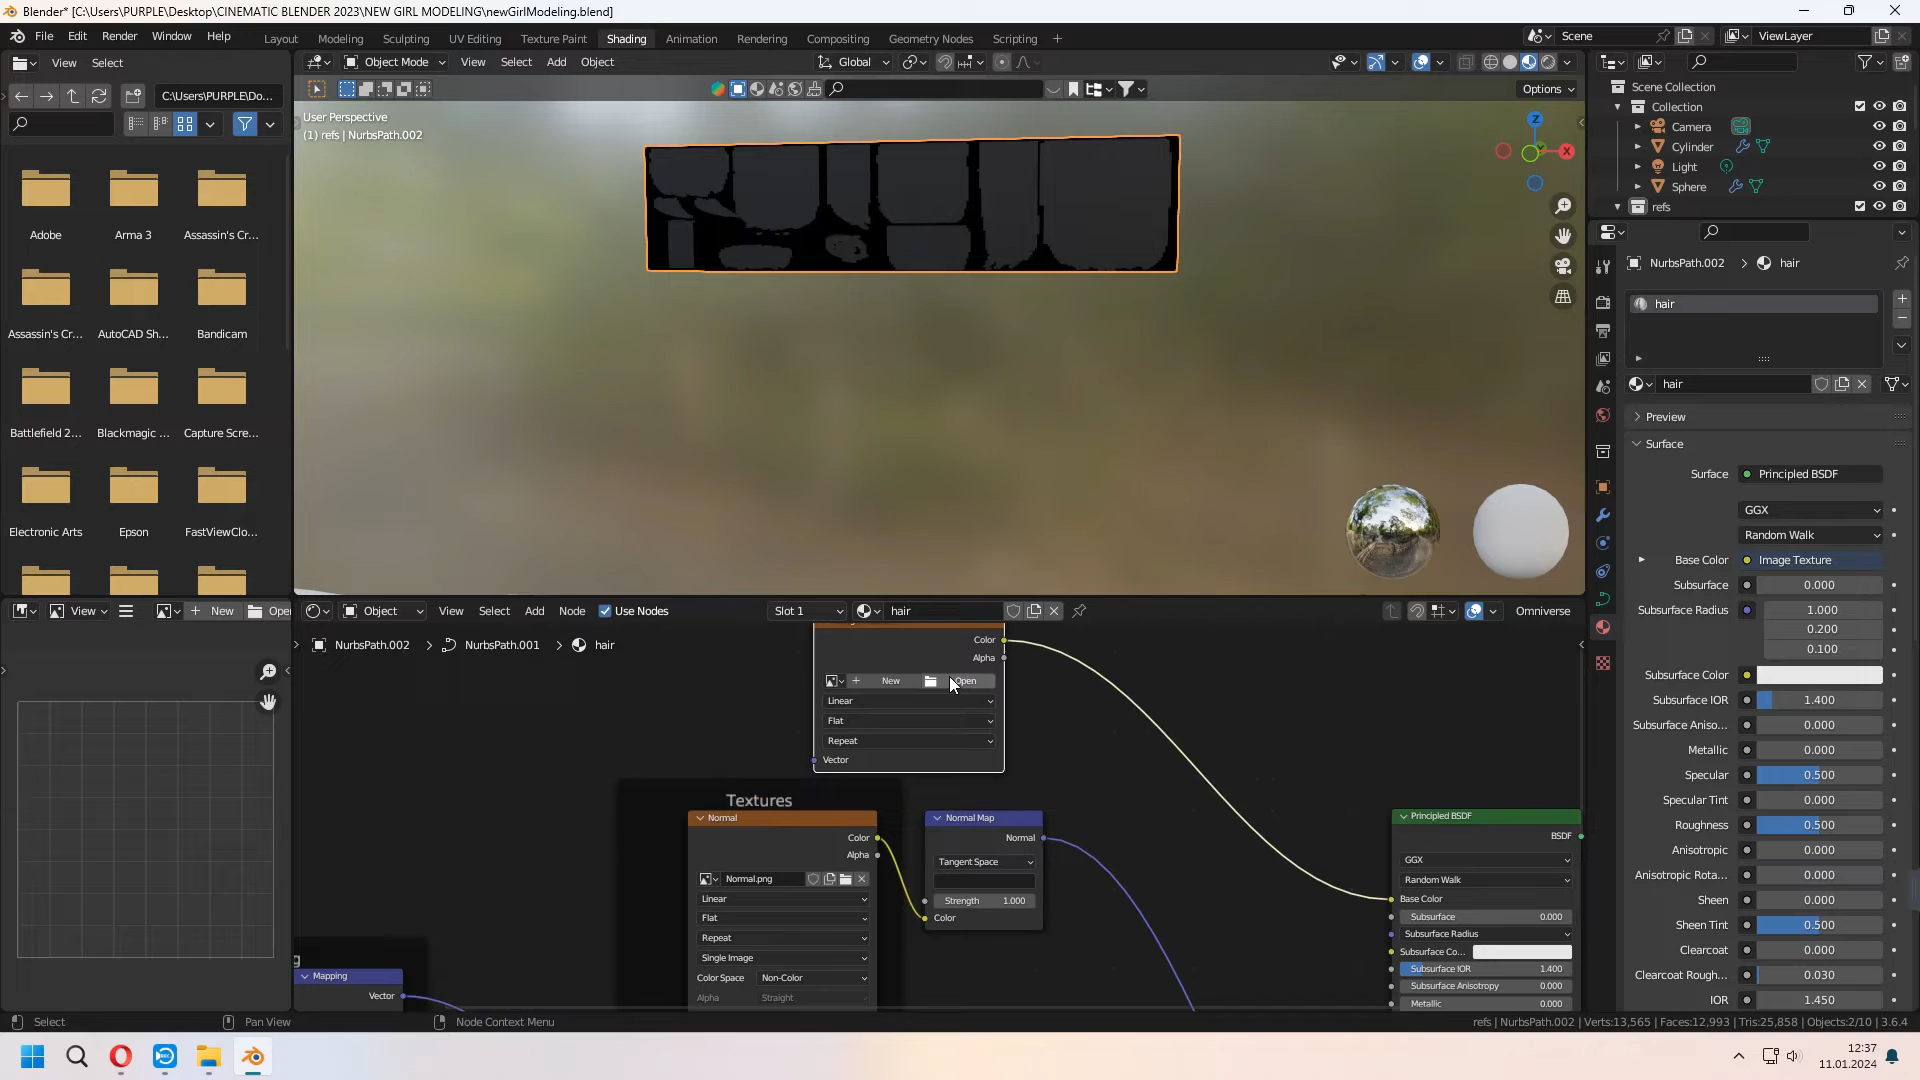 Blender* [C:\Users\PURPLE\Desktop\CINEMATIC BLENDER 2023\NEW GIRL MODELING\newGirlModeling.blend]
File Edit Render Window Help Layout Modeling Sculpting UV Editing Texture Paint Shading Animation Rendering Compositing Geometry Nodes Scripting + Scene ViewLayer
View Select Object Mode View Select Add Object Global
C:\Users\PURPLE\Do... Options
User Perspective
(1) refs | NurbsPath.002
Z
X
Scene Collection
Collection
Camera
Cylinder
Light
Sphere
refs
Adobe Arma 3 Assassin's Cr...
Assassin's Cr... AutoCAD Sh... Bandicam
Battlefield 2... Blackmagic ... Capture Scre...
Electronic Arts Epson FastViewClo...
NurbsPath.002 > hair
hair
hair
Preview
Surface
Surface Principled BSDF
GGX
Random Walk
Base Color Image Texture
Subsurface 0.000
Subsurface Radius 1.000
0.200
0.100
Subsurface Color
Subsurface IOR 1.400
Subsurface Aniso... 0.000
Metallic 0.000
Specular 0.500
Specular Tint 0.000
Roughness 0.500
Anisotropic 0.000
Anisotropic Rota... 0.000
Sheen 0.000
Sheen Tint 0.500
Clearcoat 0.000
Clearcoat Rough... 0.030
IOR 1.450
View New Open Object View Select Add Node Use Nodes Slot 1 hair Omniverse
NurbsPath.002 > NurbsPath.001 > hair
Color
Alpha
New Open
Linear
Flat
Repeat
Vector
Textures
Normal
Color
Alpha
Normal.png
Linear
Flat
Repeat
Single Image
Color Space Non-Color
Alpha Straight
Normal Map
Normal
Tangent Space
Strength 1.000
Color
Mapping
Vector
Principled BSDF
BSDF
GGX
Random Walk
Base Color
Subsurface 0.000
Subsurface Radius
Subsurface Co...
Subsurface IOR 1.400
Subsurface Anisotropy 0.000
Metallic 0.000
Select Pan View Node Context Menu refs | NurbsPath.002 | Verts:13,565 | Faces:12,993 | Tris:25,858 | Objects:2/10 | 3.6.4
12:37
11.01.2024